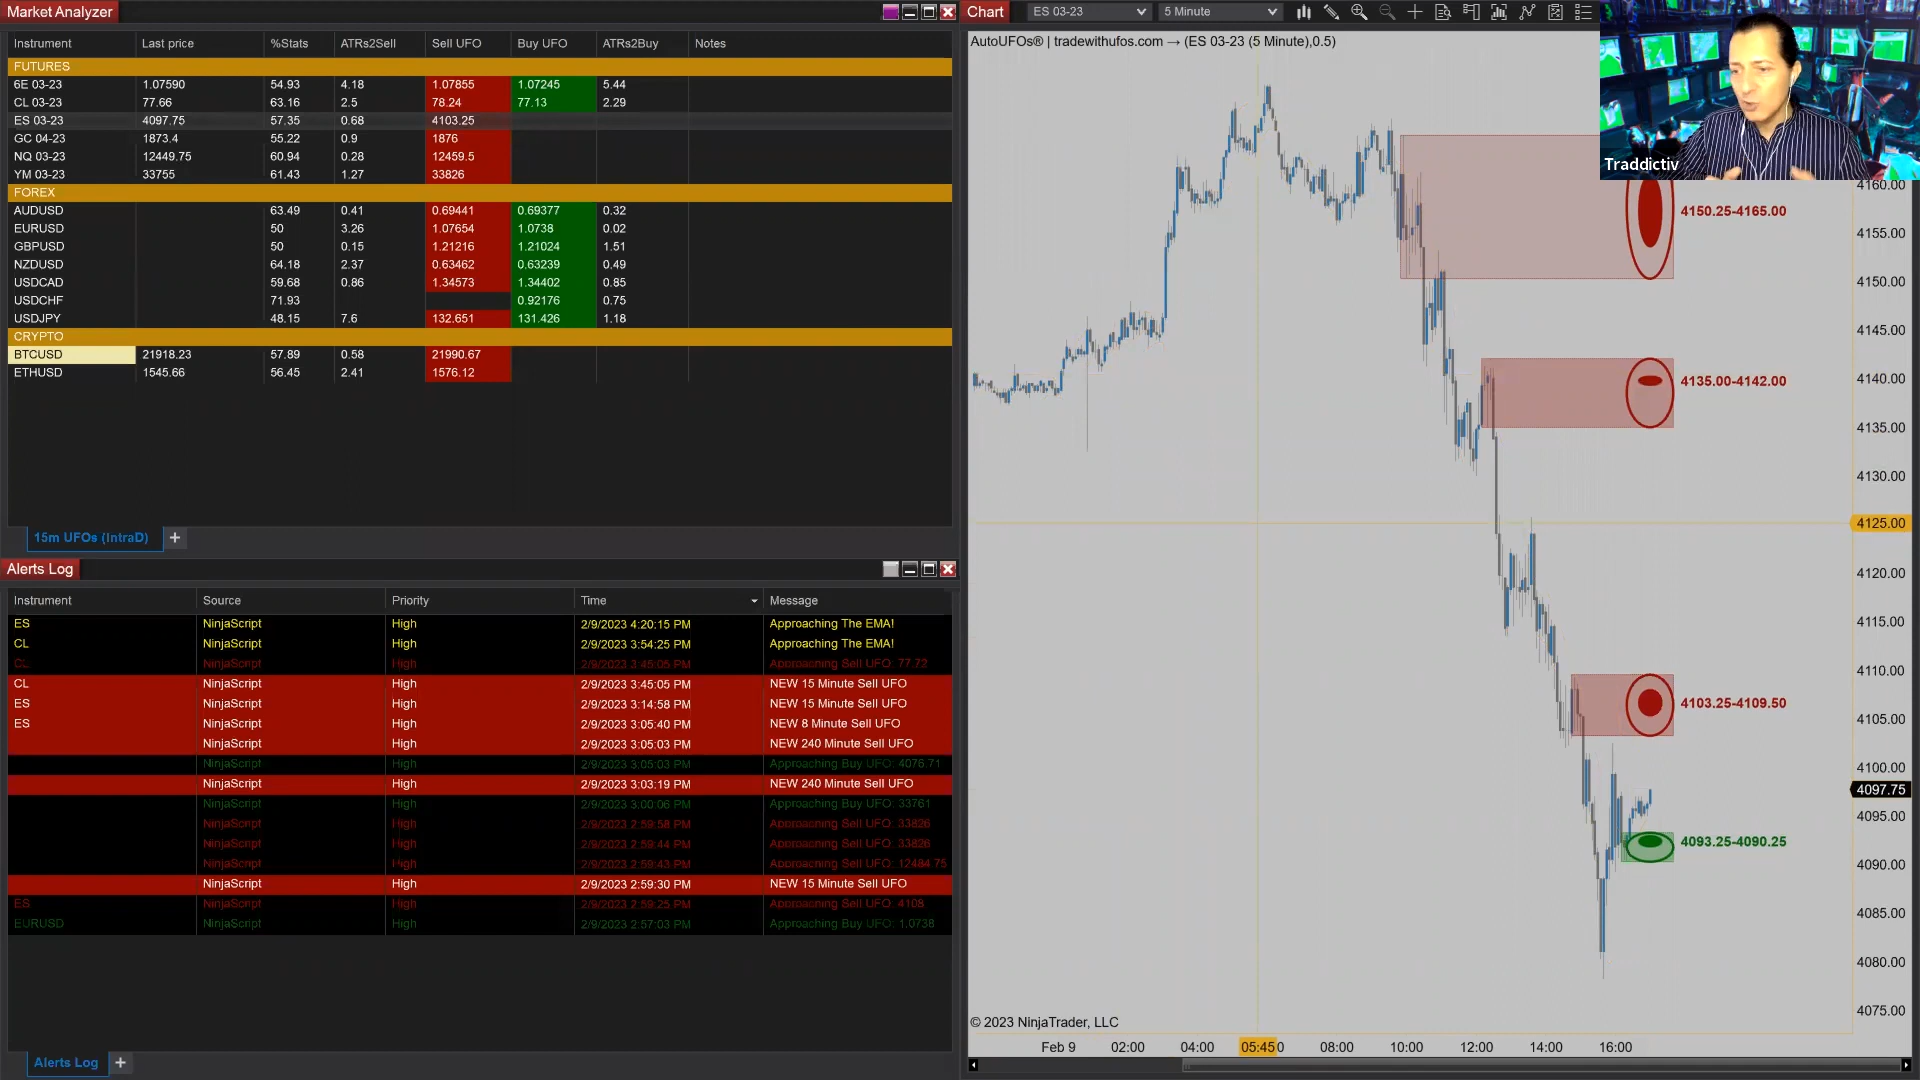 Market Analyzer
Instrument Last price %Stats ATRs2Sell Sell UFO Buy UFO ATRs2Buy Notes
FUTURES
6E 03-23 1.07590 54.93 4.18 1.07855 1.07245 5.44
CL 03-23 77.66 63.16 2.5 78.24 77.13 2.29
ES 03-23 4097.75 57.35 0.68 4103.25
GC 04-23 1873.4 55.22 0.9 1876
NQ 03-23 12449.75 60.94 0.28 12459.5
YM 03-23 33755 61.43 1.27 33826
FOREX
AUDUSD 63.49 0.41 0.69441 0.69377 0.32
EURUSD 50 3.26 1.07654 1.0738 0.02
GBPUSD 50 0.15 1.21216 1.21024 1.51
NZDUSD 64.18 2.37 0.63462 0.63239 0.49
USDCAD 59.68 0.86 1.34573 1.34402 0.85
USDCHF 71.93 0.92176 0.75
USDJPY 48.15 7.6 132.651 131.426 1.18
CRYPTO
BTCUSD 21918.23 57.89 0.58 21990.67
ETHUSD 1545.66 56.45 2.41 1576.12
15m UFOs (IntraD) +
Alerts Log
Instrument Source Priority Time Message
ES NinjaScript High 2/9/2023 4:20:15 PM Approaching The EMA!
CL NinjaScript High 2/9/2023 3:54:25 PM Approaching The EMA!
CL NinjaScript High 2/9/2023 3:45:05 PM Approaching Sell UFO: 77.72
CL NinjaScript High 2/9/2023 3:45:05 PM NEW 15 Minute Sell UFO
ES NinjaScript High 2/9/2023 3:14:58 PM NEW 15 Minute Sell UFO
ES NinjaScript High 2/9/2023 3:05:40 PM NEW 8 Minute Sell UFO
NinjaScript High 2/9/2023 3:05:03 PM NEW 240 Minute Sell UFO
NinjaScript High 2/9/2023 3:05:03 PM Approaching Buy UFO: 4076.71
NinjaScript High 2/9/2023 3:03:19 PM NEW 240 Minute Sell UFO
NinjaScript High 2/9/2023 3:00:06 PM Approaching Buy UFO: 33761
NinjaScript High 2/9/2023 2:59:58 PM Approaching Sell UFO: 33826
NinjaScript High 2/9/2023 2:59:44 PM Approaching Sell UFO: 33826
NinjaScript High 2/9/2023 2:59:43 PM Approaching Sell UFO: 12484.75
NinjaScript High 2/9/2023 2:59:30 PM NEW 15 Minute Sell UFO
ES NinjaScript High 2/9/2023 2:59:25 PM Approaching Sell UFO: 4108
EURUSD NinjaScript High 2/9/2023 2:57:03 PM Approaching Buy UFO: 1.0738
Alerts Log +
Chart ES 03-23 5 Minute
AutoUFOs® | tradewithufos.com → (ES 03-23 (5 Minute),0.5)
Traddictiv
4160.00
4150.25-4165.00
4155.00
4150.00
4145.00
4140.00
4135.00-4142.00
4135.00
4130.00
4125.00
4120.00
4115.00
4110.00
4103.25-4109.50
4105.00
4100.00
4097.75
4095.00
4093.25-4090.25
4090.00
4085.00
4080.00
4075.00
© 2023 NinjaTrader, LLC
Feb 9 02:00 04:00 05:45 0 08:00 10:00 12:00 14:00 16:00